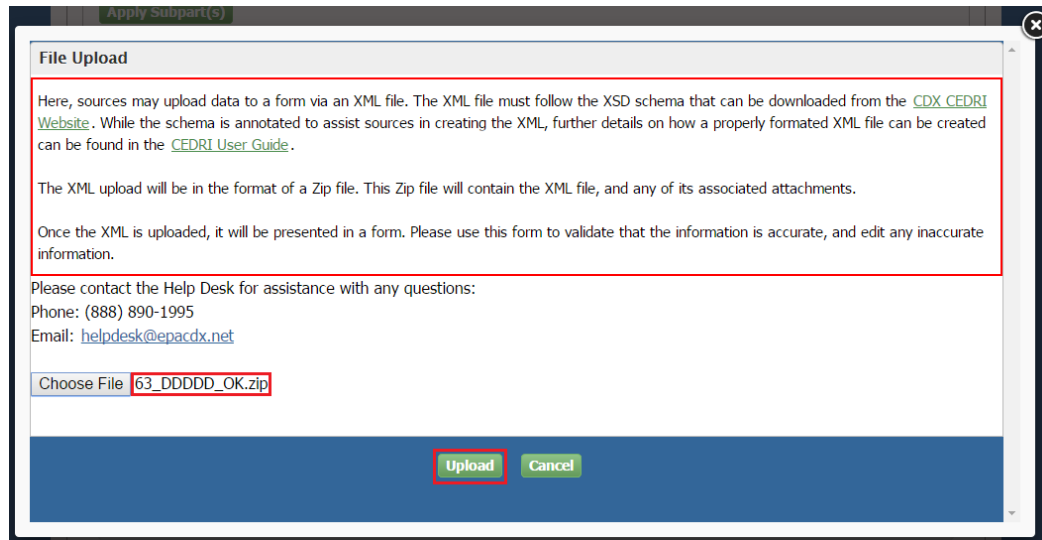 Apply Subpart(s)
File Upload
Here, sources may upload data to a form via an XML file. The XML file must follow the XSD schema that can be downloaded from the CDX CEDRI
Website. While the schema is annotated to assist sources in creating the XML, further details on how a properly formated XML file can be created
can be found in the CEDRI User Guide.
The XML upload will be in the format of a Zip file. This Zip file will contain the XML file, and any of its associated attachments.
Once the XML is uploaded, it will be presented in a form. Please use this form to validate that the information is accurate, and edit any inaccurate
information.
Please contact the Help Desk for assistance with any questions:
Phone: (888) 890-1995
Email: helpdesk@epacdx.net
Choose File 63_DDDDD_OK.zip
Upload Cancel